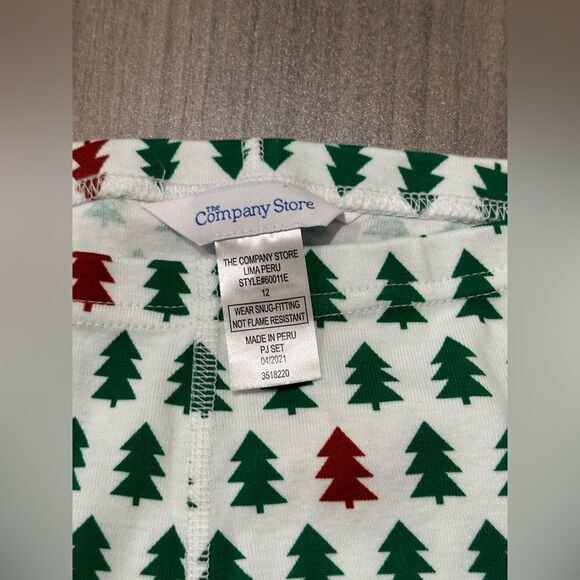 The
Company Store
THE COMPANY STORE
LIMA PERU
STYLE#60011E
12
WEAR SNUG-FITTING
NOT FLAME RESISTANT
MADE IN PERU
PJ SET
04/2021
3518220